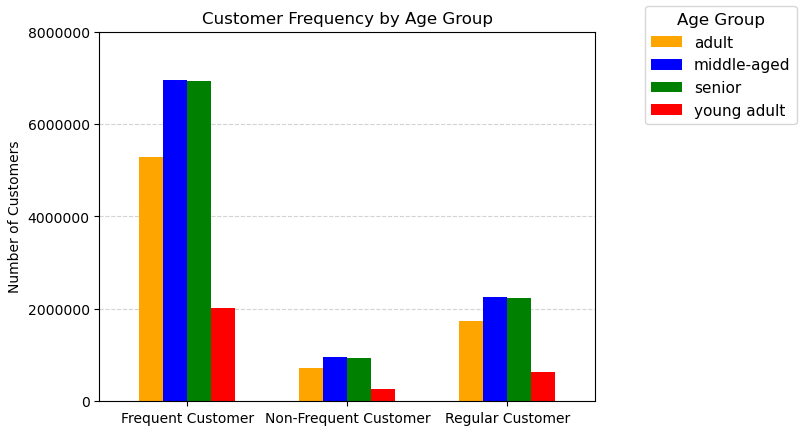 Customer Frequency by Age Group
Age Group
adult
middle-aged
senior
young adult
Number of Customers
8000000
6000000
4000000
2000000
0
Frequent Customer
Non-Frequent Customer
Regular Customer